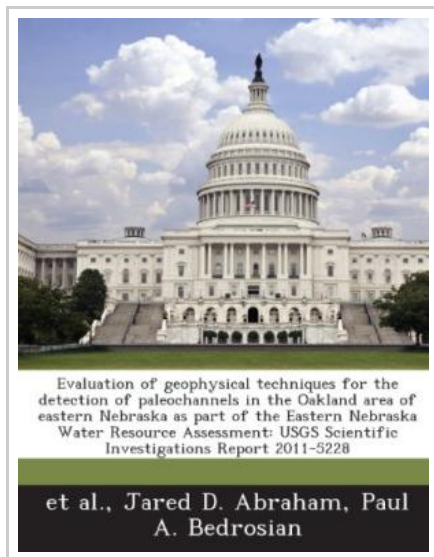 Evaluation of geophysical techniques for the
detection of paleochannels in the Oakland area of
eastern Nebraska as part of the Eastern Nebraska
Water Resource Assessment: USGS Scientific
Investigations Report 2011-5228
et al., Jared D. Abraham, Paul
A. Bedrosian